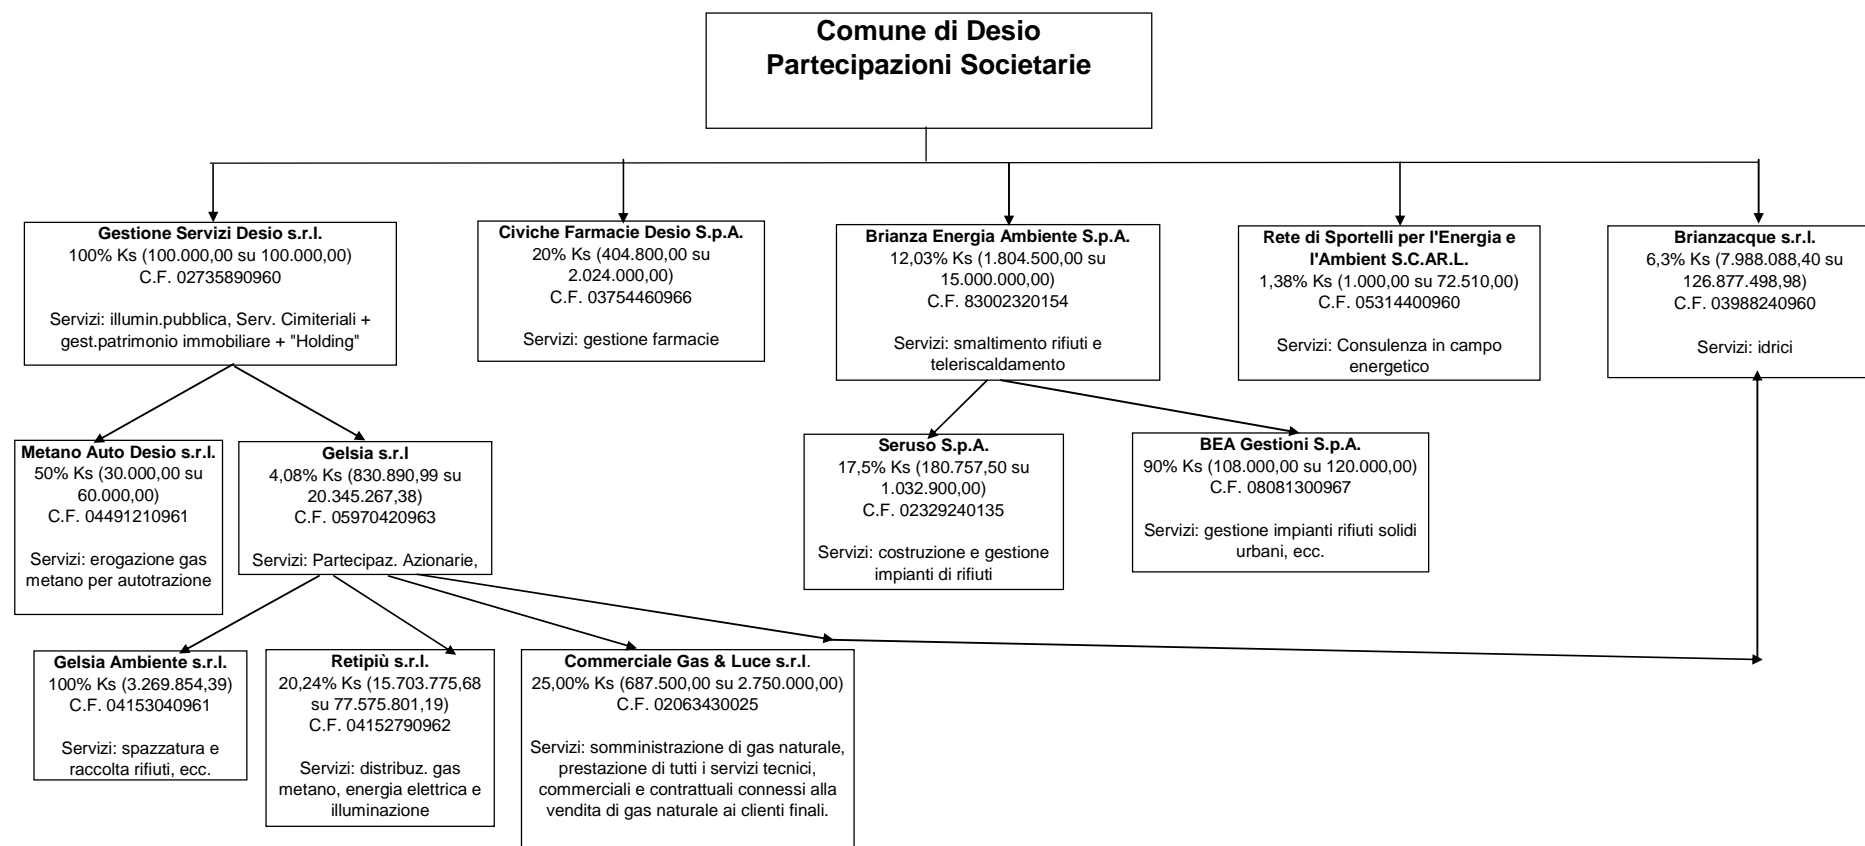 Comune di Desio
Partecipazioni Societarie
Gestione Servizi Desio s.r.l.
100% Ks (100.000,00 su 100.000,00)
C.F. 02735890960
Servizi: illumin.pubblica, Serv. Cimiteriali +
gest.patrimonio immobiliare + "Holding"
Civiche Farmacie Desio S.p.A.
20% Ks (404.800,00 su
2.024.000,00)
C.F. 03754460966
Servizi: gestione farmacie
Brianza Energia Ambiente S.p.A.
12,03% Ks (1.804.500,00 su
15.000.000,00)
C.F. 83002320154
Servizi: smaltimento rifiuti e
teleriscaldamento
Rete di Sportelli per l'Energia e
l'Ambient S.C.AR.L.
1,38% Ks (1.000,00 su 72.510,00)
C.F. 05314400960
Servizi: Consulenza in campo
energetico
Brianzacque s.r.l.
6,3% Ks (7.988.088,40 su
126.877.498,98)
C.F. 03988240960
Servizi: idrici
Metano Auto Desio s.r.l.
50% Ks (30.000,00 su
60.000,00)
C.F. 04491210961
Servizi: erogazione gas
metano per autotrazione
Gelsia s.r.l
4,08% Ks (830.890,99 su
20.345.267,38)
C.F. 05970420963
Servizi: Partecipaz. Azionarie,
Seruso S.p.A.
17,5% Ks (180.757,50 su
1.032.900,00)
C.F. 02329240135
Servizi: costruzione e gestione
impianti di rifiuti
BEA Gestioni S.p.A.
90% Ks (108.000,00 su 120.000,00)
C.F. 08081300967
Servizi: gestione impianti rifiuti solidi
urbani, ecc.
Gelsia Ambiente s.r.l.
100% Ks (3.269.854,39)
C.F. 04153040961
Servizi: spazzatura e
raccolta rifiuti, ecc.
Retipiù s.r.l.
20,24% Ks (15.703.775,68
su 77.575.801,19)
C.F. 04152790962
Servizi: distribuz. gas
metano, energia elettrica e
illuminazione
Commerciale Gas & Luce s.r.l.
25,00% Ks (687.500,00 su 2.750.000,00)
C.F. 02063430025
Servizi: somministrazione di gas naturale,
prestazione di tutti i servizi tecnici,
commerciali e contrattuali connessi alla
vendita di gas naturale ai clienti finali.